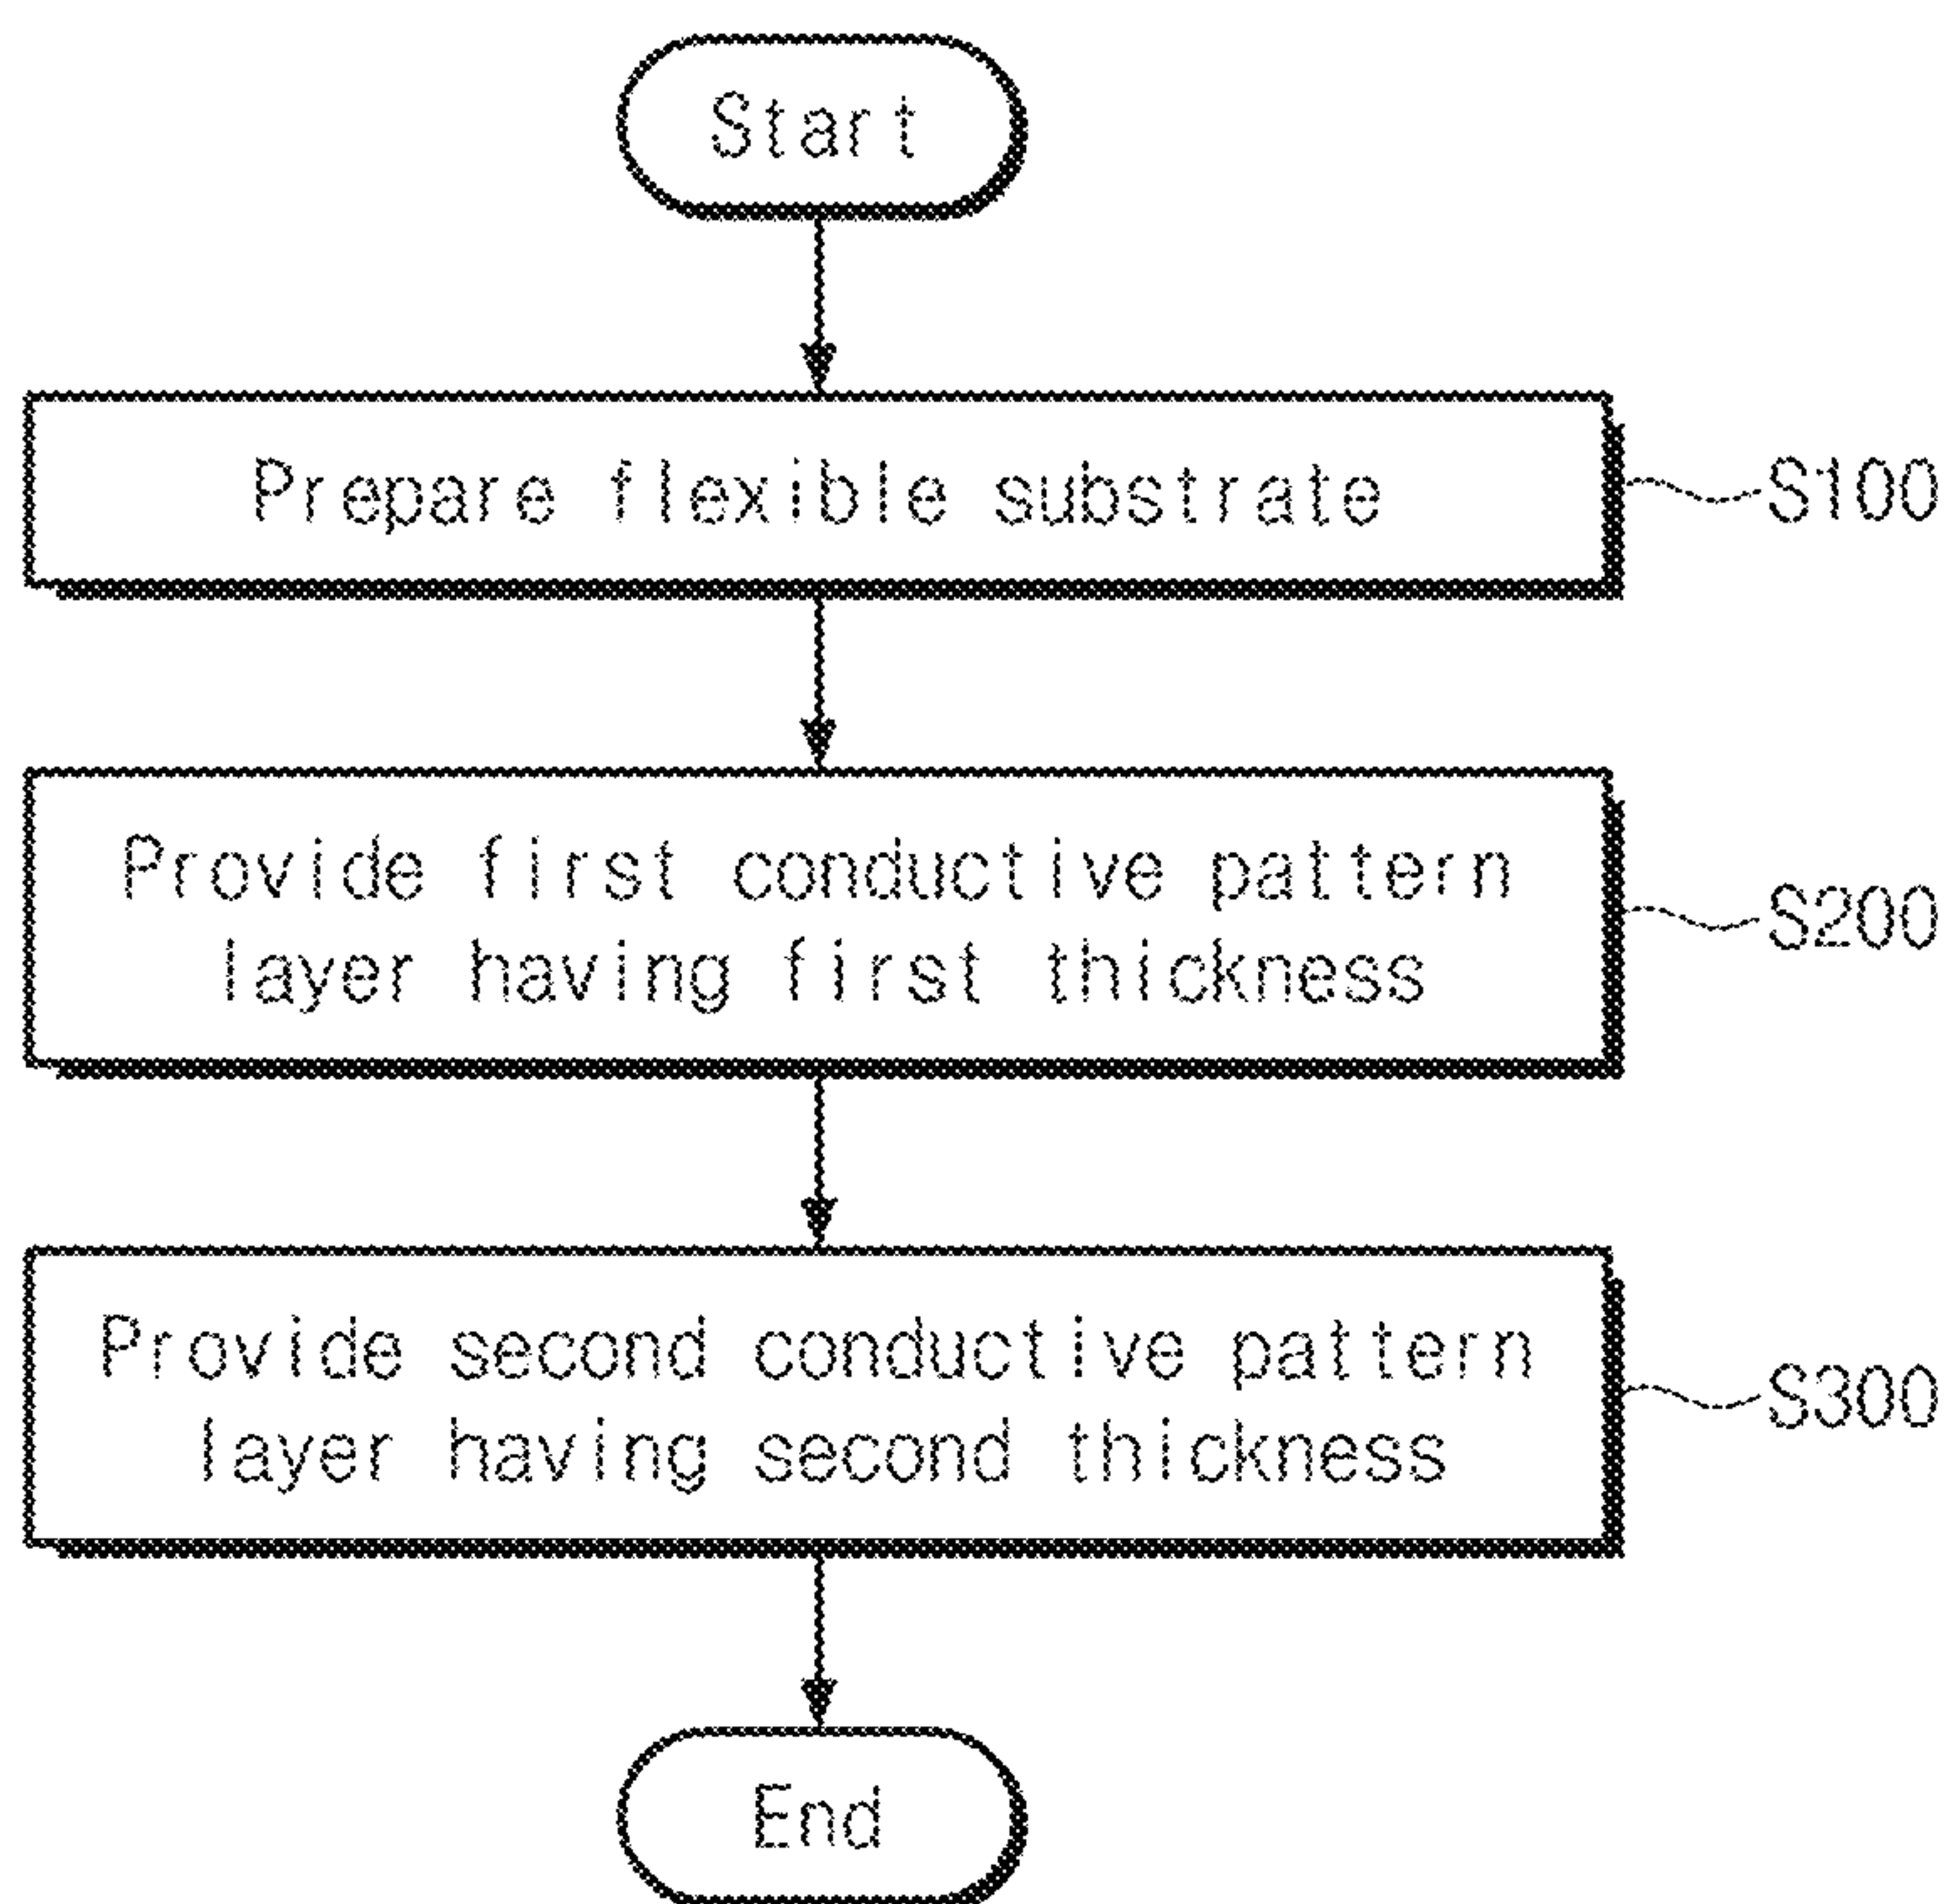 Start
Prepare flexible substrate
S100
Provide first conductive pattern
layer having first thickness
S200
Provide second conductive pattern
layer having second thickness
S300
End